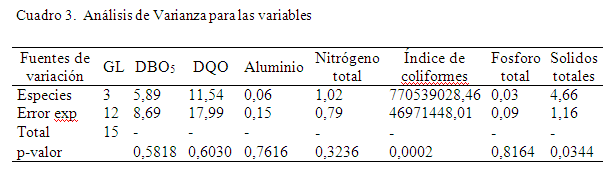 Cuadro 3. Análisis de Varianza para las variables
Fuentes de variación GL DBO5 DQO Aluminio Nitrógeno total Índice de coliformes Fosforo total Solidos totales
Especies 3 5,89 11,54 0,06 1,02 770539028,46 0,03 4,66
Error exp 12 8,69 17,99 0,15 0,79 46971448,01 0,09 1,16
Total 15 - - - - - - -
p-valor 0,5818 0,6030 0,7616 0,3236 0,0002 0,8164 0,0344